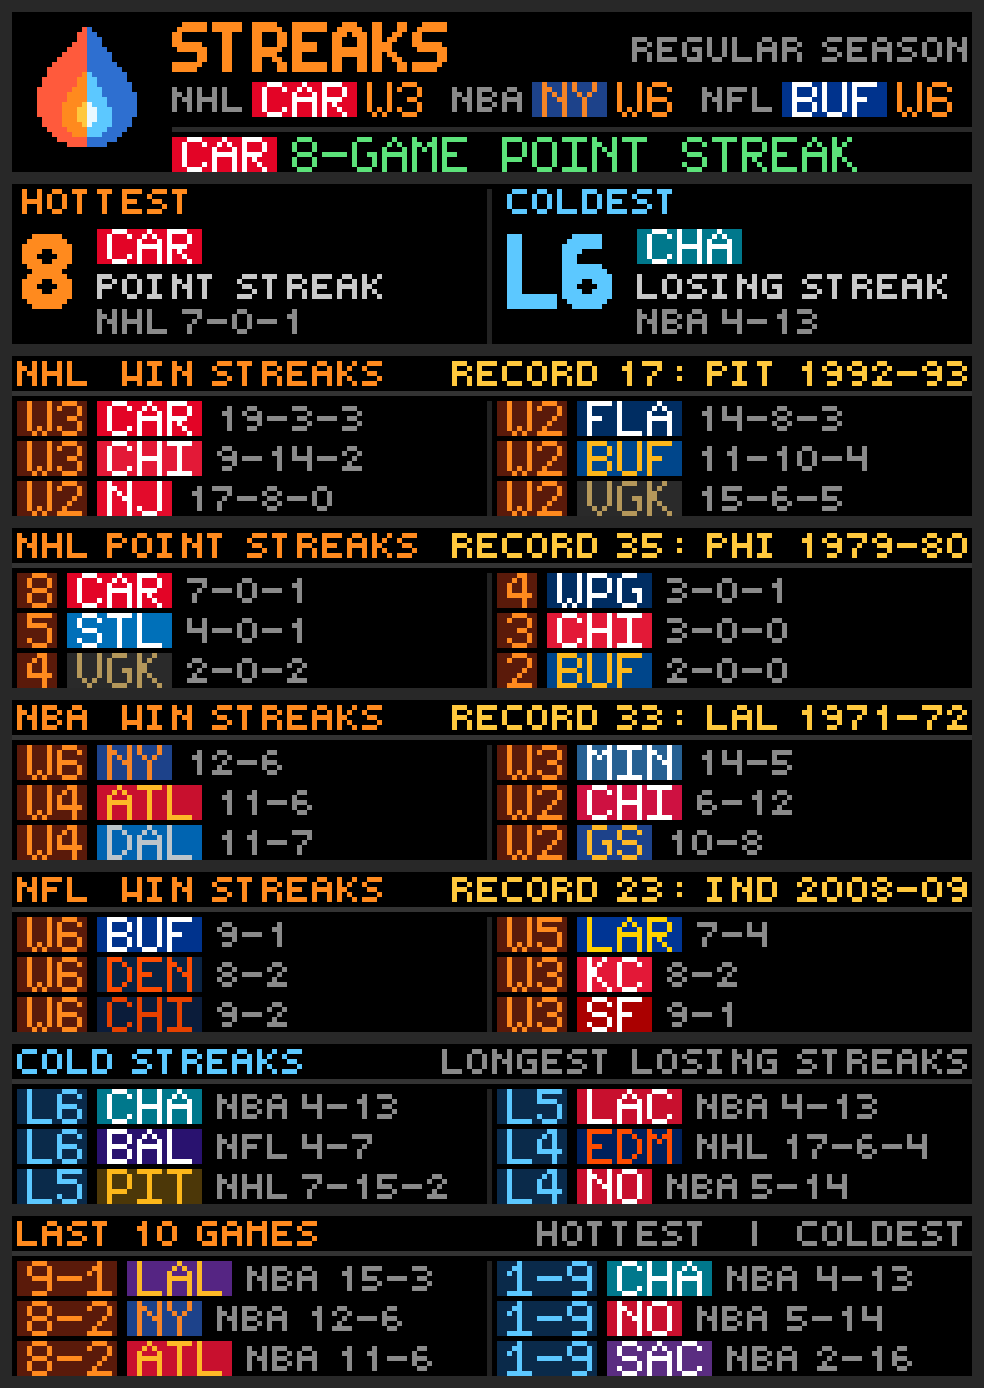 STREAKS
REGULAR SEASON
NHL CAR W3 NBA NY W6 NFL BUF W6
CAR 8-GAME POINT STREAK
HOTTEST
8 CAR
POINT STREAK
NHL 7-0-1
COLDEST
L6 CHA
LOSING STREAK
NBA 4-13
NHL WIN STREAKS RECORD 17: PIT 1992-93
W3 CAR 19-3-3 W2 FLA 14-8-3
W3 CHI 9-14-2 W2 BUF 11-10-4
W2 NJ 17-8-0 W2 VGK 15-6-5
NHL POINT STREAKS RECORD 35: PHI 1979-80
8 CAR 7-0-1 4 WPG 3-0-1
5 STL 4-0-1 3 CHI 3-0-0
4 VGK 2-0-2 2 BUF 2-0-0
NBA WIN STREAKS RECORD 33: LAL 1971-72
W6 NY 12-6 W3 MIN 14-5
W4 ATL 11-6 W2 CHI 6-12
W4 DAL 11-7 W2 GS 10-8
NFL WIN STREAKS RECORD 23: IND 2008-09
W6 BUF 9-1 W5 LAR 7-4
W6 DEN 8-2 W3 KC 8-2
W6 CHI 9-2 W3 SF 9-1
COLD STREAKS LONGEST LOSING STREAKS
L6 CHA NBA 4-13 L5 LAC NBA 4-13
L6 BAL NFL 4-7 L4 EDM NHL 17-6-4
L5 PIT NHL 7-15-2 L4 NO NBA 5-14
LAST 10 GAMES HOTTEST | COLDEST
9-1 LAL NBA 15-3 1-9 CHA NBA 4-13
8-2 NY NBA 12-6 1-9 NO NBA 5-14
8-2 ATL NBA 11-6 1-9 SAC NBA 2-16